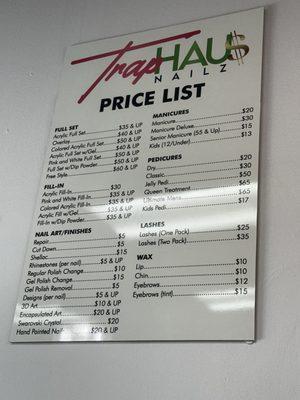 TrapHAU$
NAILZ
PRICE LIST
FULL SET
Acrylic Full Set $35 & UP
Overlay $40 & UP
Colored Acrylic Full Set $50 & UP
Acrylic Full Set w/Gel $40 & UP
Pink and White Full Set $50 & UP
Full Set w/Dip Powder $50 & UP
Free Style $60 & UP
FILL-IN
Acrylic Fill-In $30
Pink and White Fill-In $35 & UP
Colored Acrylic Fill-In $35 & UP
Acrylic Fill w/Gel $35 & UP
Fill-In w/Dip Powder $35 & UP
NAIL ART/FINISHES
Repair $5
Cut Down $5
Shellac $15
Rhinestones (per nail) $5 & UP
Regular Polish Change $10
Gel Polish Change $15
Gel Polish Removal $5
Designs (per nail) $5 & UP
3D Art $10 & UP
Encapsulated Art $20 & UP
Swarovski Crystal $20
Hand Painted Nails $20 & UP
MANICURES
Manicure $20
Manicure Deluxe $30
Senior Manicure (55 & Up) $15
Kids (12/Under) $13
PEDICURES
Dry $20
Classic $30
Jelly Pedi $50
Queen Treatment $65
Ultimate Mens $65
Kids Pedi $17
LASHES
Lashes (One Pack) $25
Lashes (Two Pack) $35
WAX
Lip $10
Chin $10
Eyebrows $12
Eyebrows (tint) $15